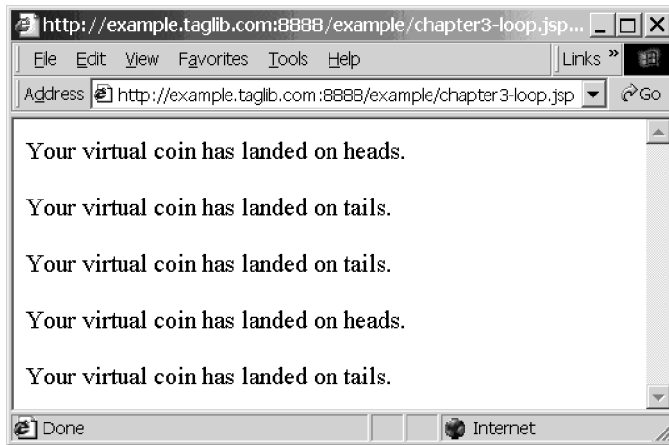 http://example.taglib.com:8888/example/chapter3-loop.jsp...
File Edit View Favorites Tools Help Links »
Address http://example.taglib.com:8888/example/chapter3-loop.jsp Go
Your virtual coin has landed on heads.
Your virtual coin has landed on tails.
Your virtual coin has landed on tails.
Your virtual coin has landed on heads.
Your virtual coin has landed on tails.
Done Internet